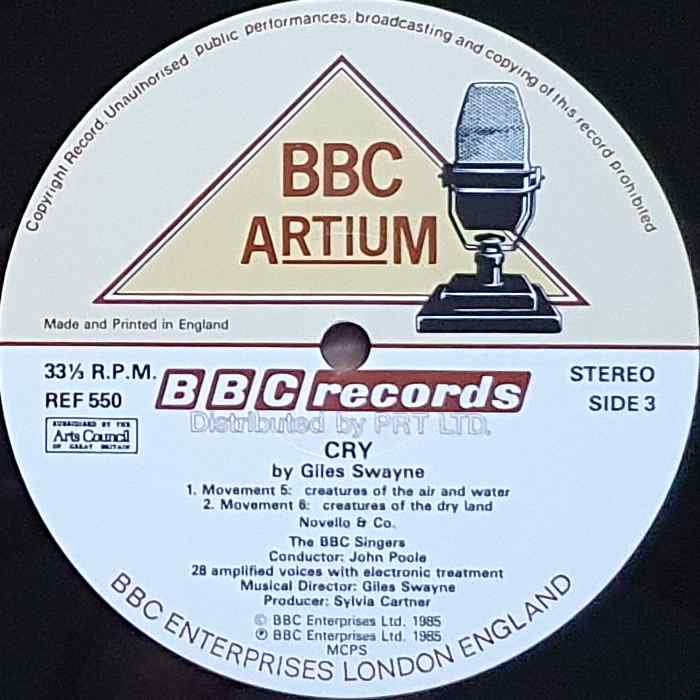 Copyright Record. Unauthorised public performances, broadcasting and copying of this record prohibited
BBC
ARTIUM
Made and Printed in England
33⅓ R.P.M.
REF 550
BBC records
STEREO
SIDE 3
Distributed by PRT LTD.
SUBSIDISED BY THE
Arts Council
OF GREAT BRITAIN
CRY
by Giles Swayne
1. Movement 5: creatures of the air and water
2. Movement 6: creatures of the dry land
Novello & Co.
The BBC Singers
Conductor: John Poole
28 amplified voices with electronic treatment
Musical Director: Giles Swayne
Producer: Sylvia Cartner
© BBC Enterprises Ltd. 1985
℗ BBC Enterprises Ltd. 1985
MCPS
BBC ENTERPRISES LONDON ENGLAND